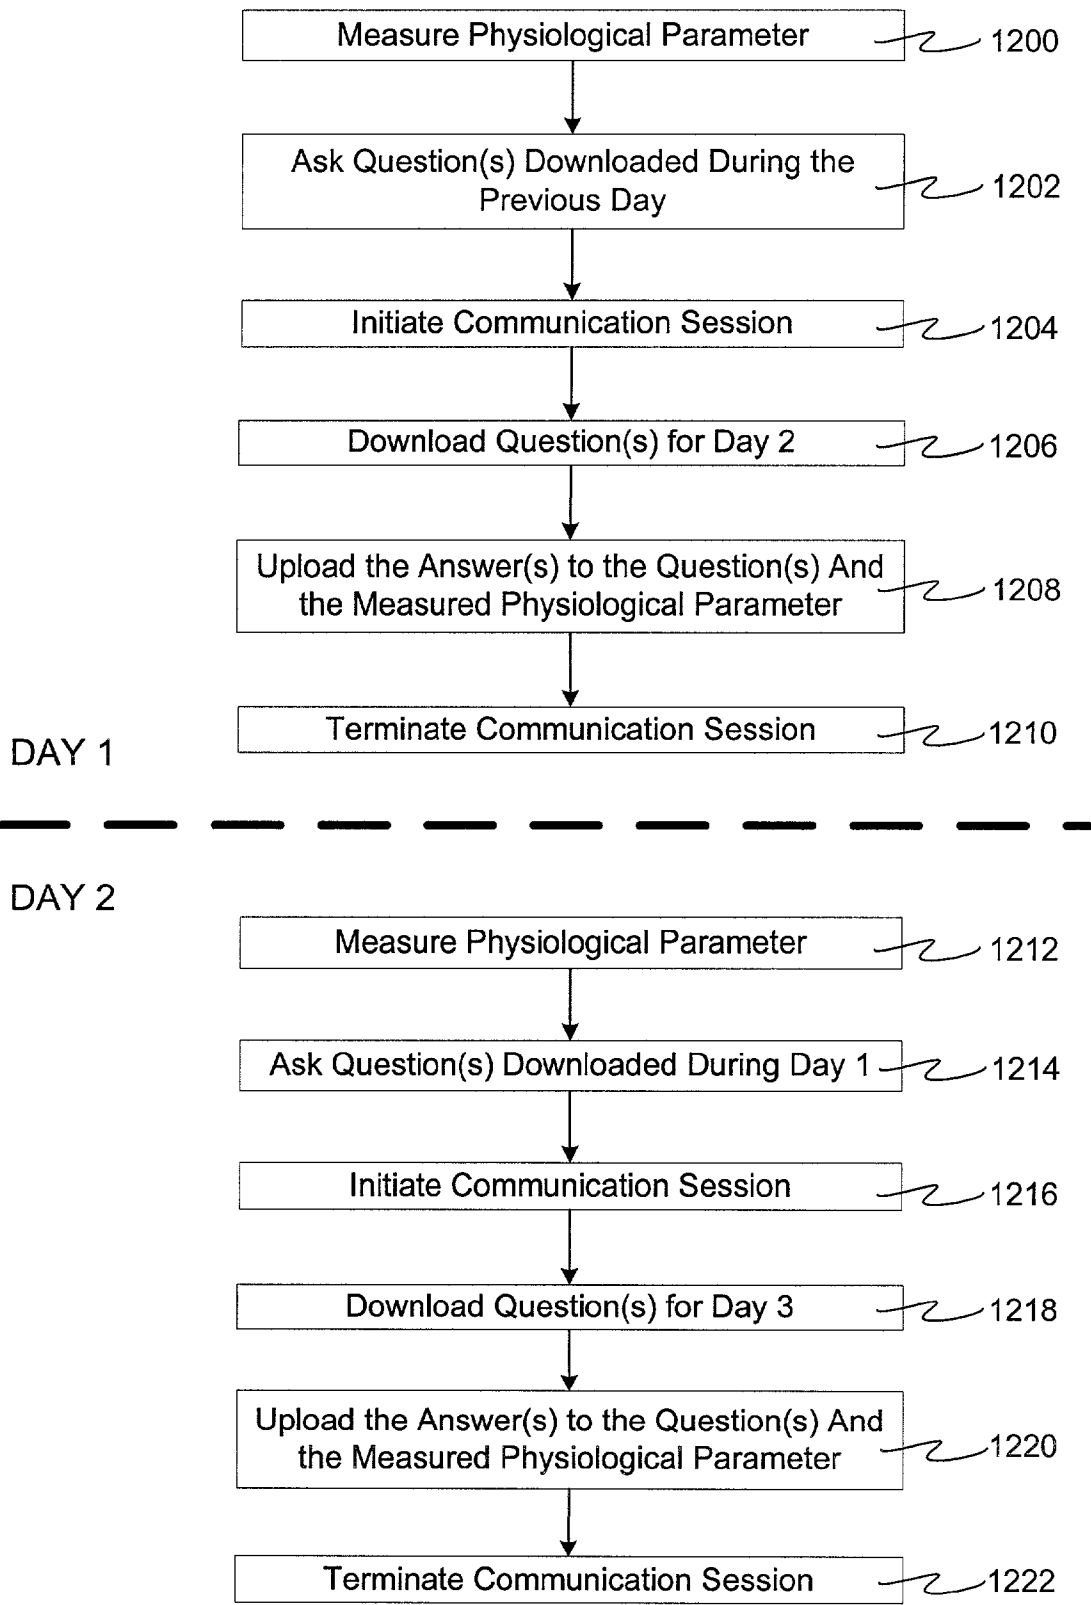 Measure Physiological Parameter
1200
Ask Question(s) Downloaded During the
Previous Day
1202
Initiate Communication Session
1204
Download Question(s) for Day 2
1206
Upload the Answer(s) to the Question(s) And
the Measured Physiological Parameter
1208
Terminate Communication Session
1210
DAY 1
DAY 2
Measure Physiological Parameter
1212
Ask Question(s) Downloaded During Day 1
1214
Initiate Communication Session
1216
Download Question(s) for Day 3
1218
Upload the Answer(s) to the Question(s) And
the Measured Physiological Parameter
1220
Terminate Communication Session
1222